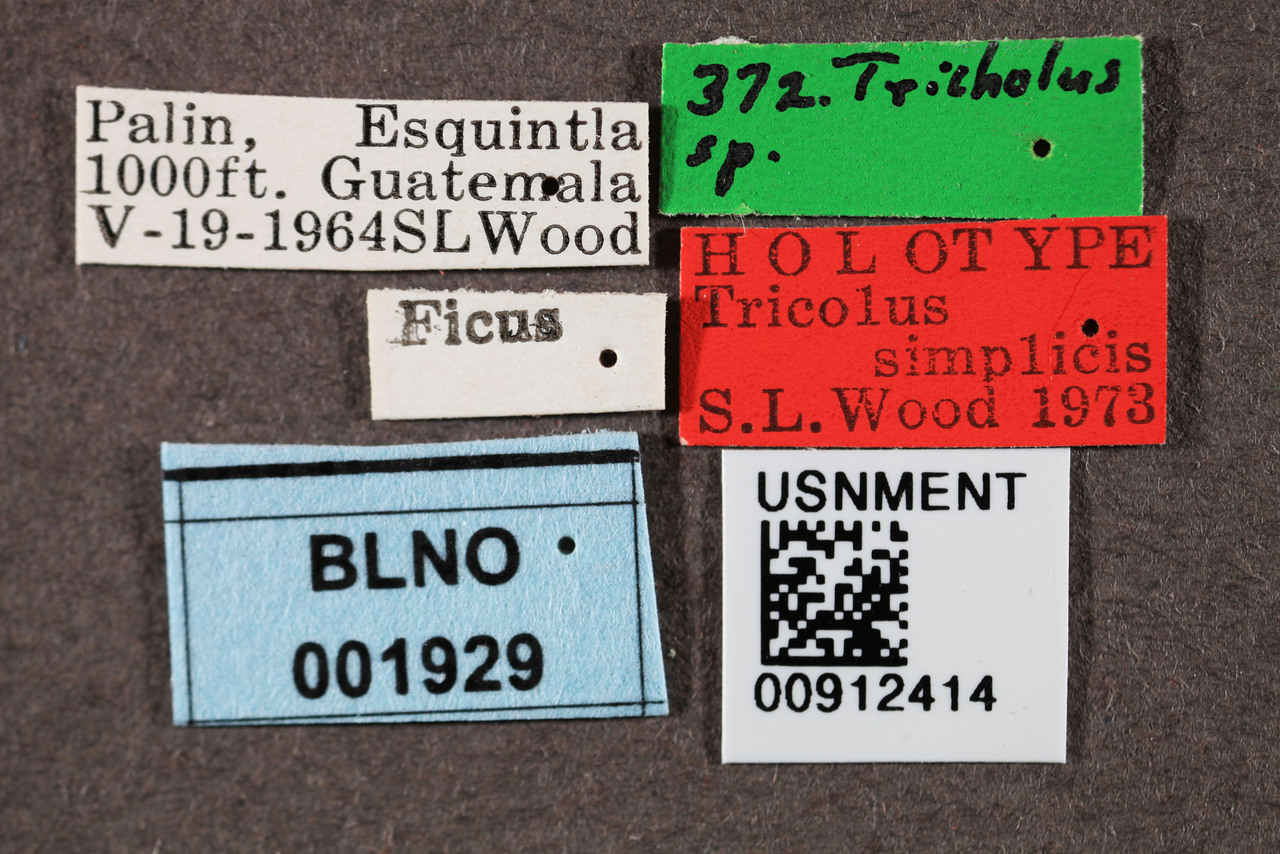 Palin, Esquintla
1000ft. Guatemala
V-19-1964SLWood
372. Tricholus
sp.
Ficus
HOLOTYPE
Tricolus
simplicis
S.L.Wood 1973
BLNO
001929
USNMENT
00912414